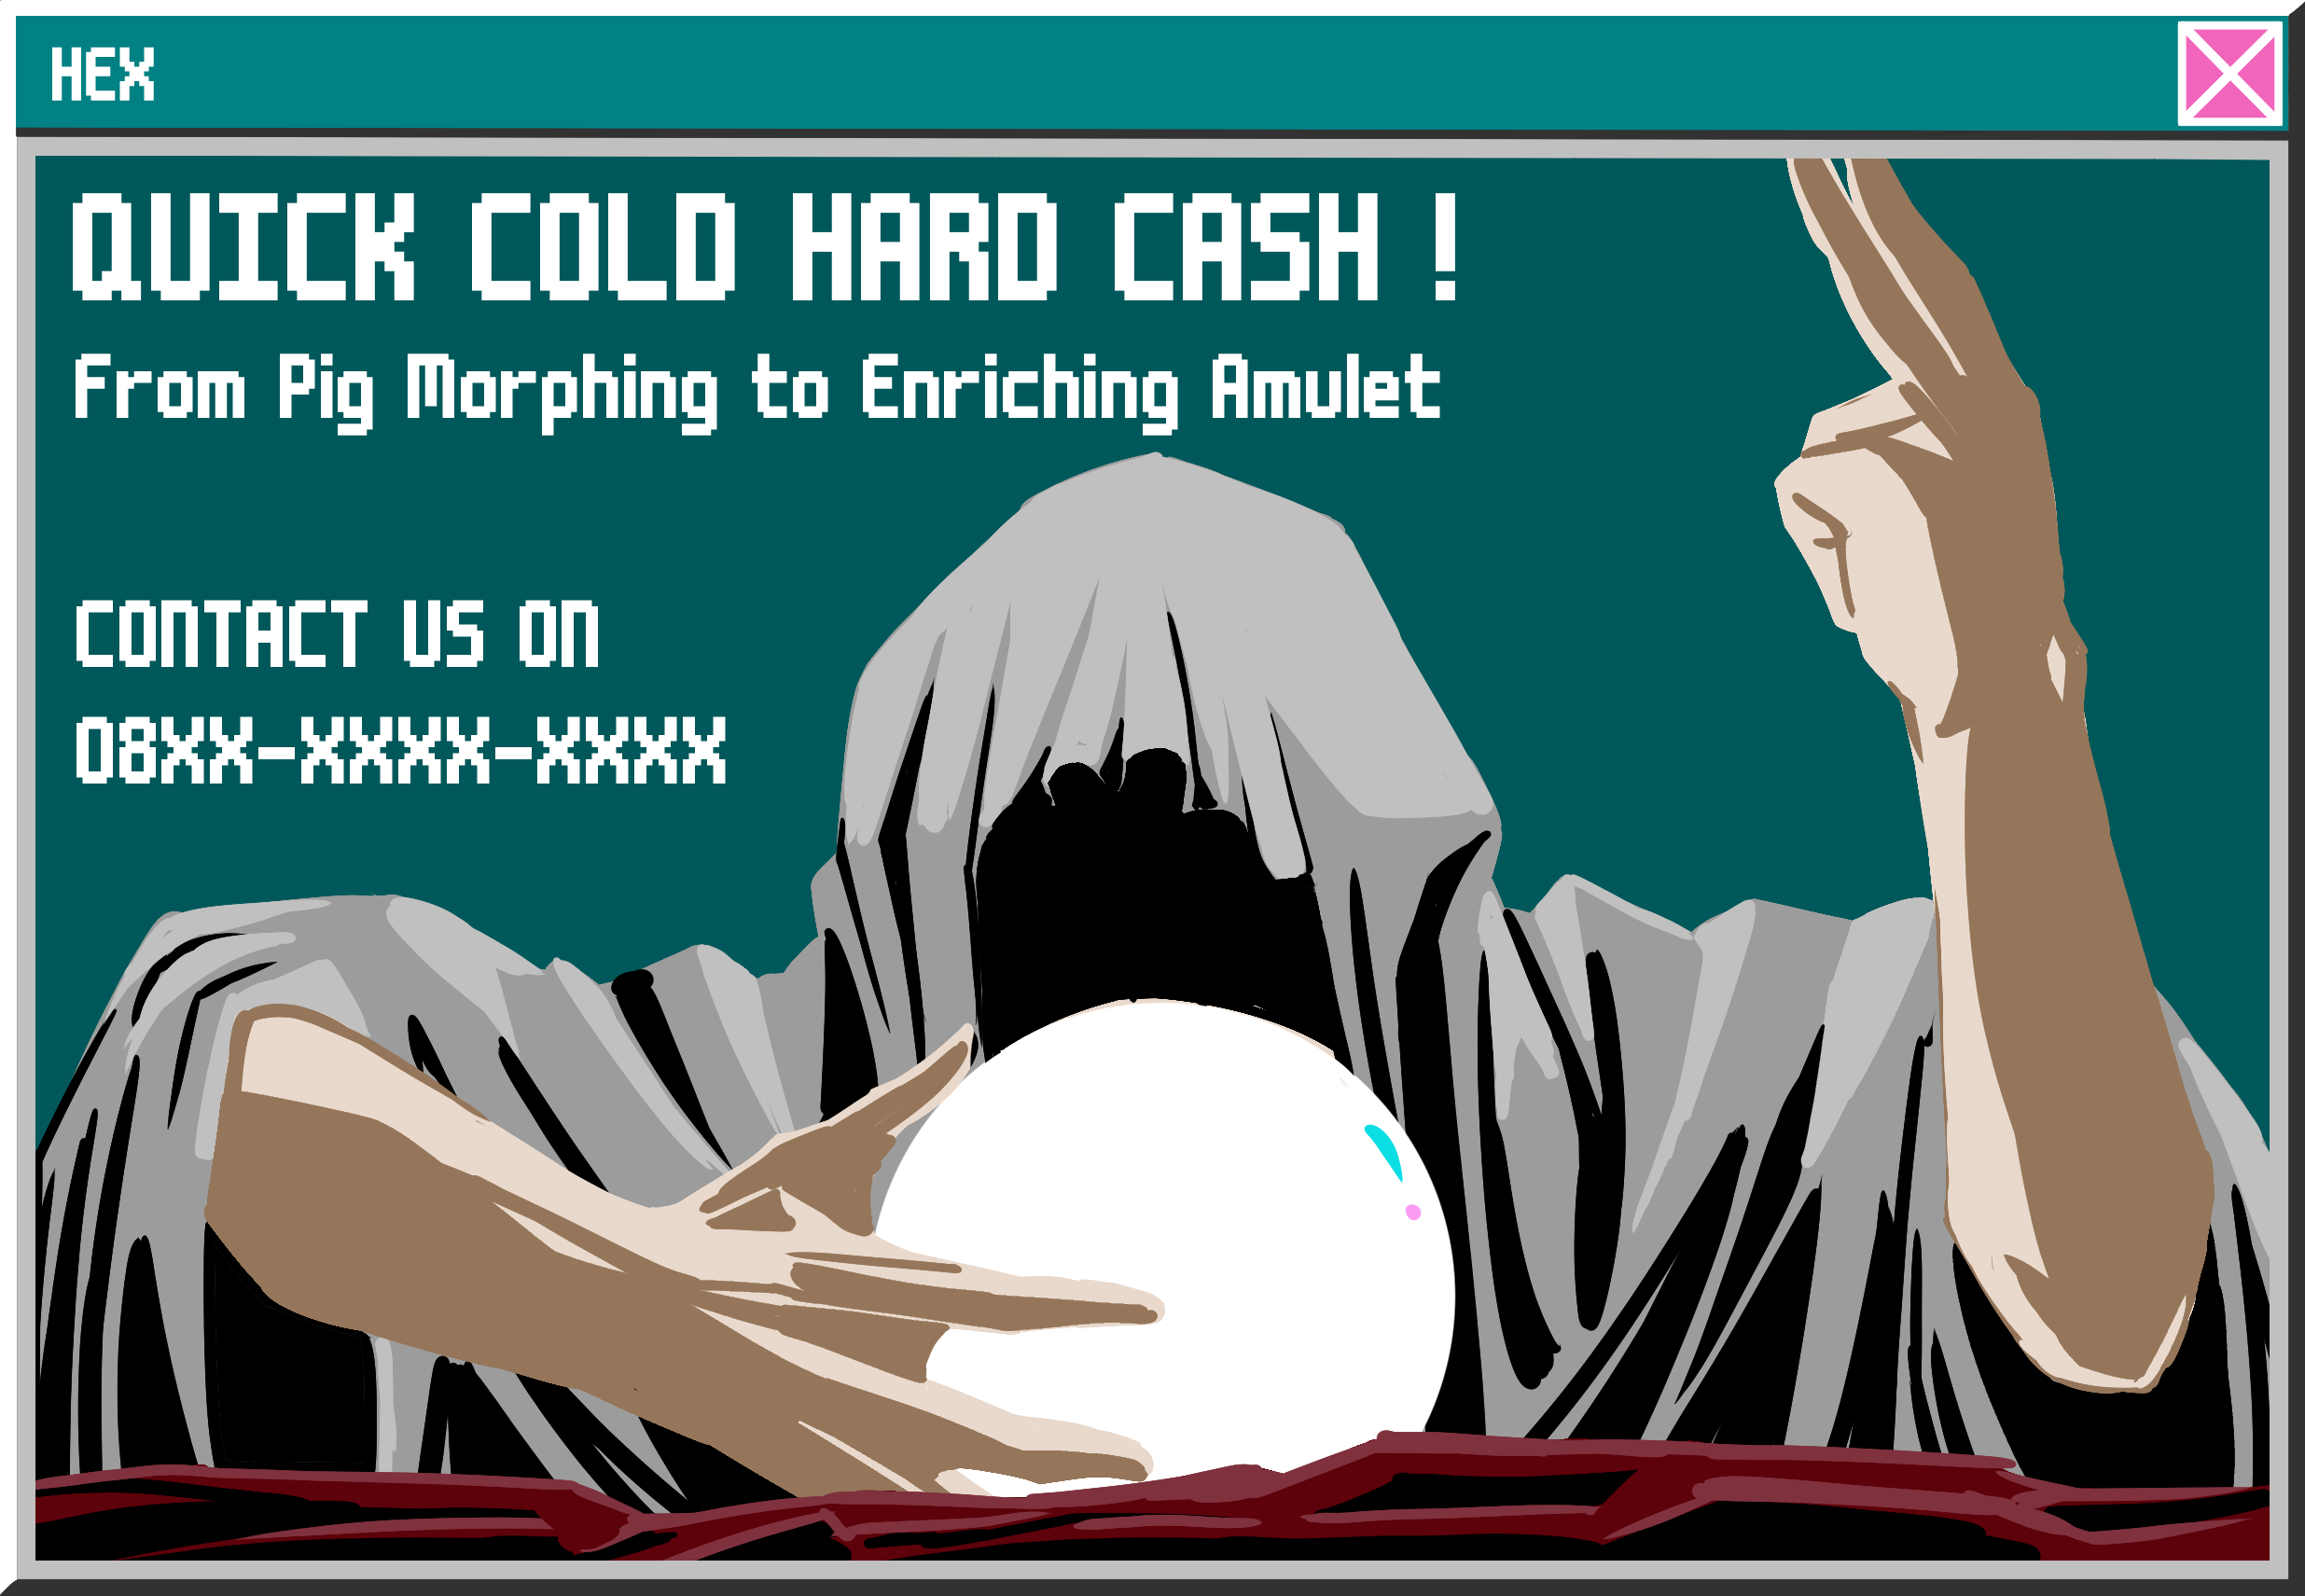 HEX
QUICK COLD HARD CASH !
From Pig Morphing to Enriching Amulet
CONTACT US ON
08XX-XXXX-XXXX